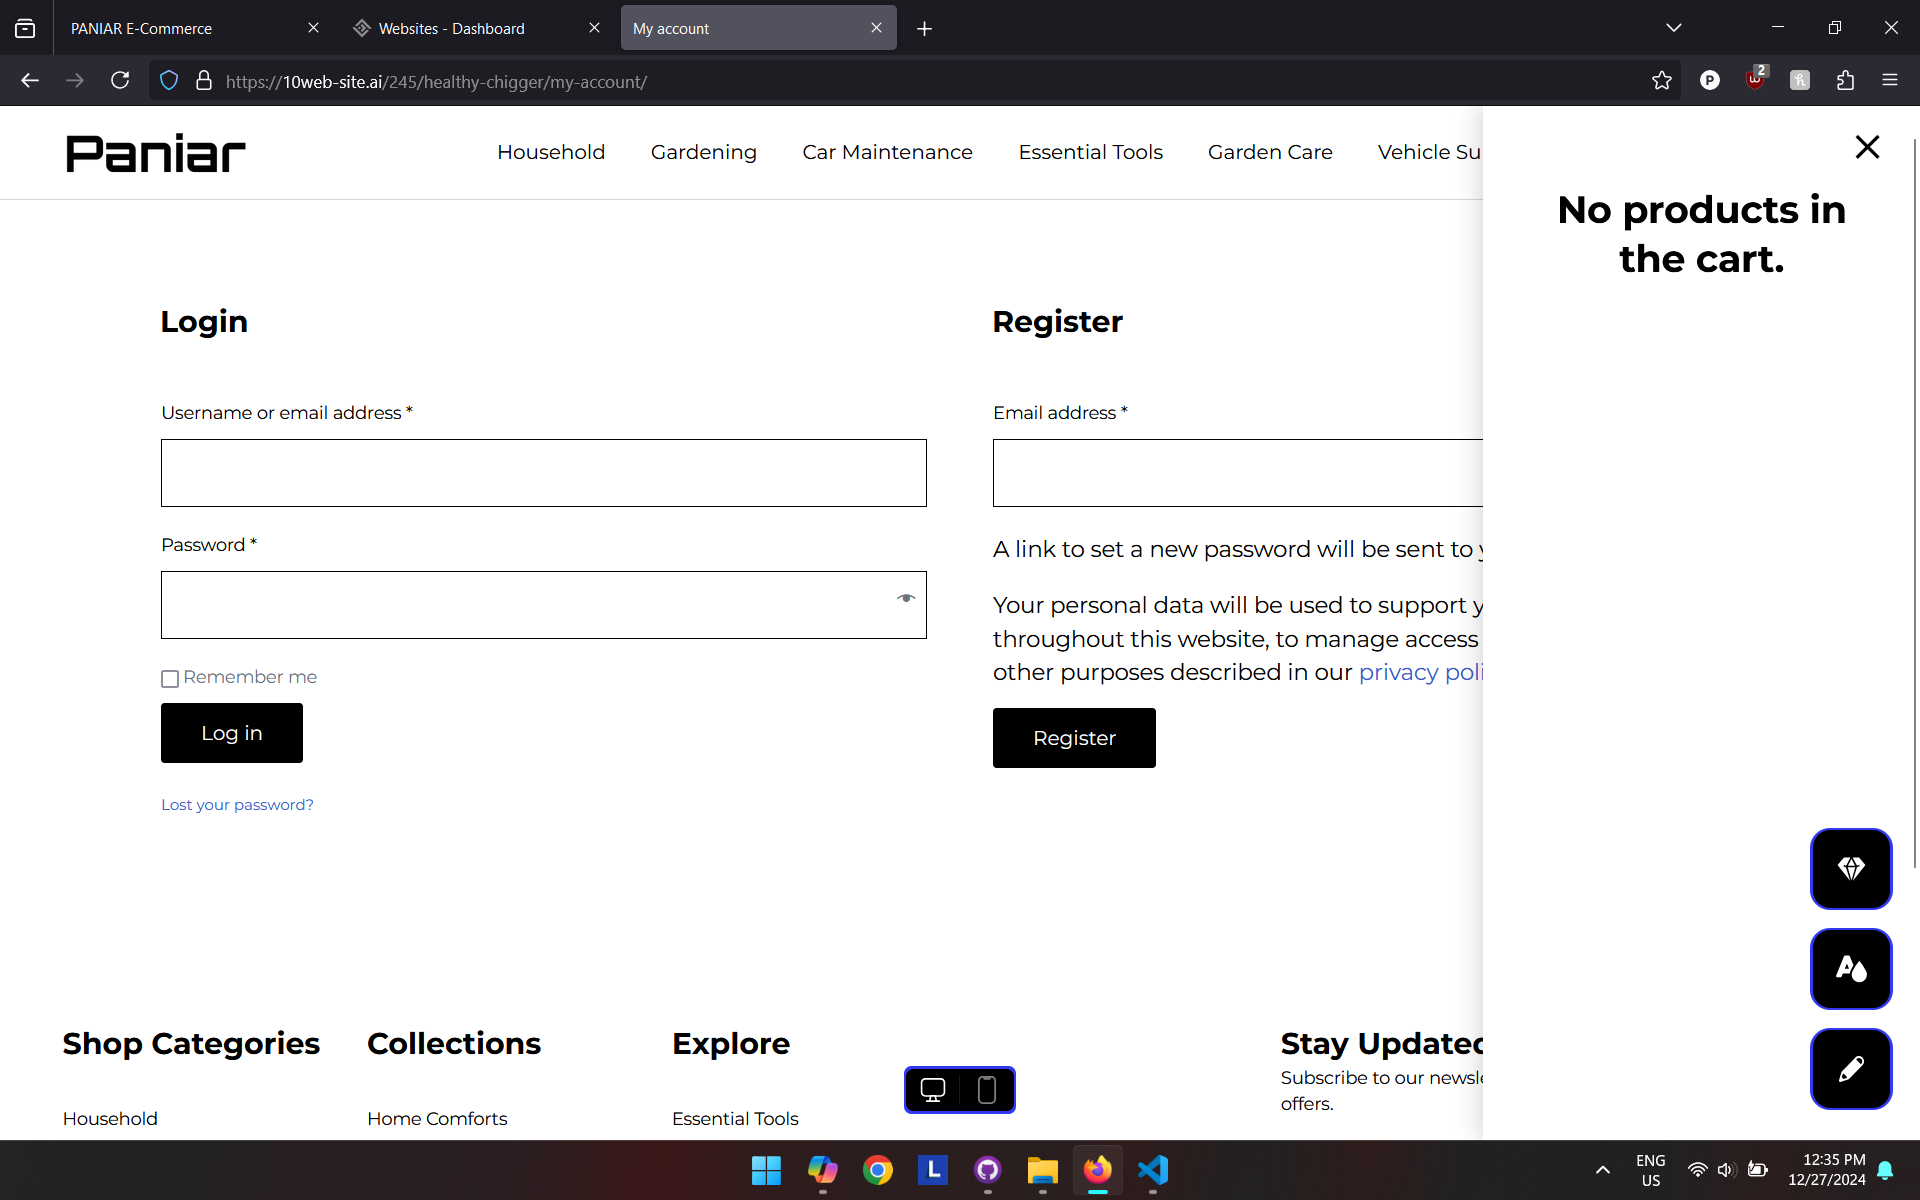 PANIAR E-Commerce
Websites - Dashboard
My account
https://10web-site.ai/245/healthy-chigger/my-account/
P
2
Paniar
Household
Gardening
Car Maintenance
Essential Tools
Garden Care
Vehicle Su
No products in
the cart.
Login
Username or email address *
Password *
Remember me
Log in
Lost your password?
Register
Email address *
A link to set a new password will be sent to y
Your personal data will be used to support y
throughout this website, to manage access
other purposes described in our privacy poli
Register
Shop Categories
Household
Collections
Home Comforts
Explore
Essential Tools
Stay Updated
Subscribe to our newsle
offers.
L
ENG
US
12:35 PM
12/27/2024